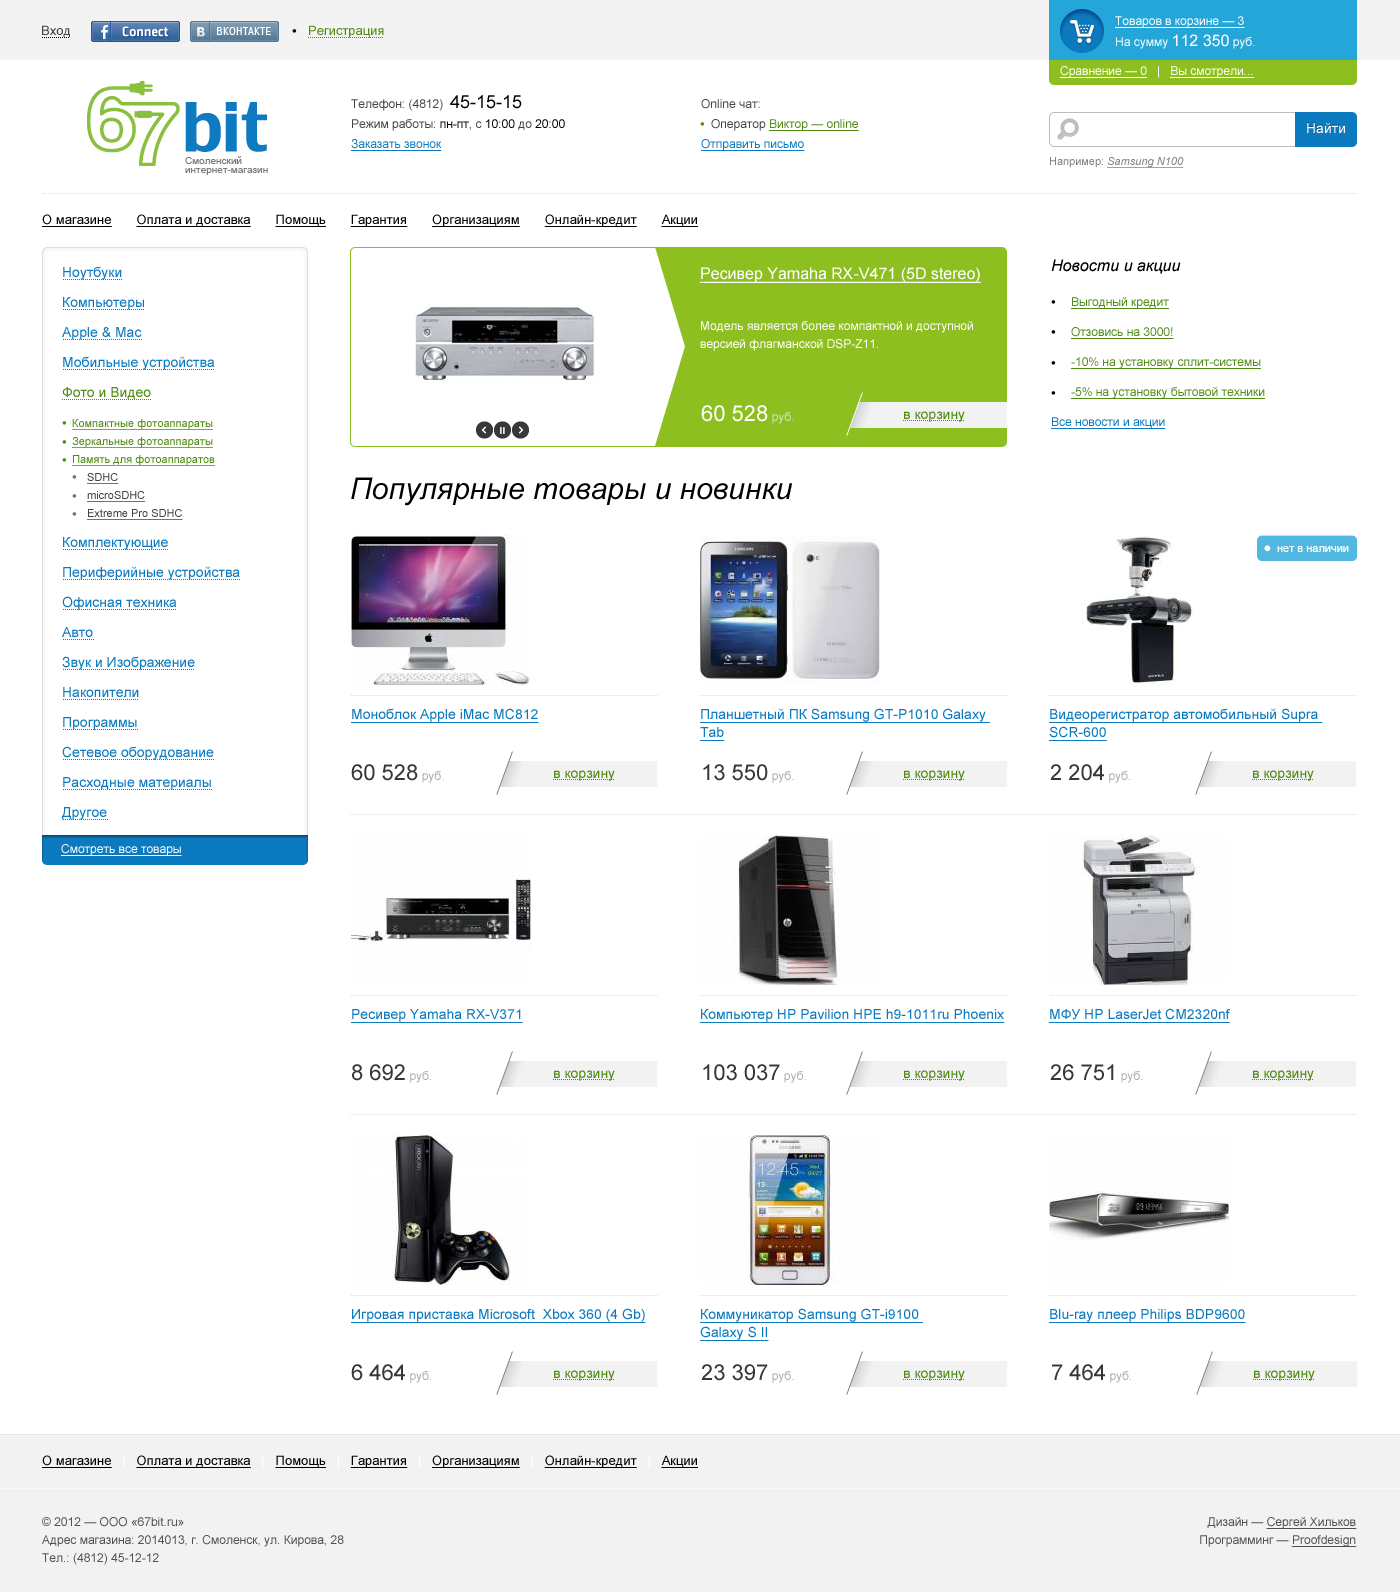 Вход
Connect
ВКОНТАКТЕ
• Регистрация
Товаров в корзине — 3
На сумму 112 350 руб.
Сравнение — 0 | Вы смотрели...
67bit
Смоленский
интернет-магазин
Телефон: (4812) 45-15-15
Режим работы: пн-пт, с 10:00 до 20:00
Заказать звонок
Online чат:
• Оператор Виктор — online
Отправить письмо
Найти
Например: Samsung N100
О магазине Оплата и доставка Помощь Гарантия Организациям Онлайн-кредит Акции
Ноутбуки
Компьютеры
Apple & Mac
Мобильные устройства
Фото и Видео
• Компактные фотоаппараты
• Зеркальные фотоаппараты
• Память для фотоаппаратов
• SDHC
• microSDHC
• Extreme Pro SDHC
Комплектующие
Периферийные устройства
Офисная техника
Авто
Звук и Изображение
Накопители
Программы
Сетевое оборудование
Расходные материалы
Другое
Смотреть все товары
Ресивер Yamaha RX-V471 (5D stereo)
Модель является более компактной и доступной
версией флагманской DSP-Z11.
60 528 руб.
в корзину
Новости и акции
• Выгодный кредит
• Отзовись на 3000!
• -10% на установку сплит-системы
• -5% на установку бытовой техники
Все новости и акции
Популярные товары и новинки
нет в наличии
Моноблок Apple iMac MC812
60 528 руб.
в корзину
Планшетный ПК Samsung GT-P1010 Galaxy
Tab
13 550 руб.
в корзину
Видеорегистратор автомобильный Supra
SCR-600
2 204 руб.
в корзину
Ресивер Yamaha RX-V371
8 692 руб.
в корзину
Компьютер HP Pavilion HPE h9-1011ru Phoenix
103 037 руб.
в корзину
МФУ HP LaserJet CM2320nf
26 751 руб.
в корзину
12:45
Игровая приставка Microsoft Xbox 360 (4 Gb)
6 464 руб.
в корзину
Коммуникатор Samsung GT-i9100
Galaxy S II
23 397 руб.
в корзину
Blu-ray плеер Philips BDP9600
7 464 руб.
в корзину
О магазине Оплата и доставка Помощь Гарантия Организациям Онлайн-кредит Акции
© 2012 — ООО «67bit.ru»
Адрес магазина: 2014013, г. Смоленск, ул. Кирова, 28
Тел.: (4812) 45-12-12
Дизайн — Сергей Хильков
Программинг — Proofdesign